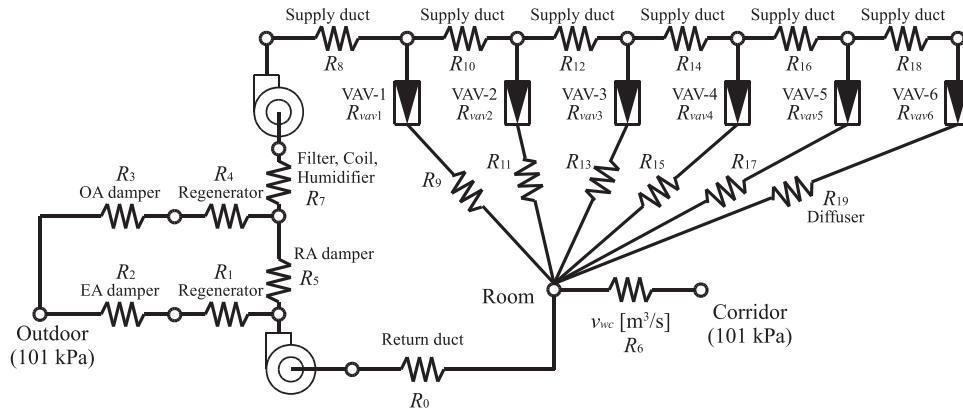 Supply duct Supply duct Supply duct Supply duct Supply duct Supply duct
R8 R10 R12 R14 R16 R18
VAV-1 VAV-2 VAV-3 VAV-4 VAV-5 VAV-6
Rvav1 Rvav2 Rvav3 Rvav4 Rvav5 Rvav6
Filter, Coil,
Humidifier
R7
R9 R11 R13 R15 R17 R19
Diffuser
R3 R4
OA damper Regenerator
RA damper
R5
R2 R1
EA damper Regenerator
Outdoor
(101 kPa)
Room
vwc [m³/s]
R6
Corridor
(101 kPa)
Return duct
R0